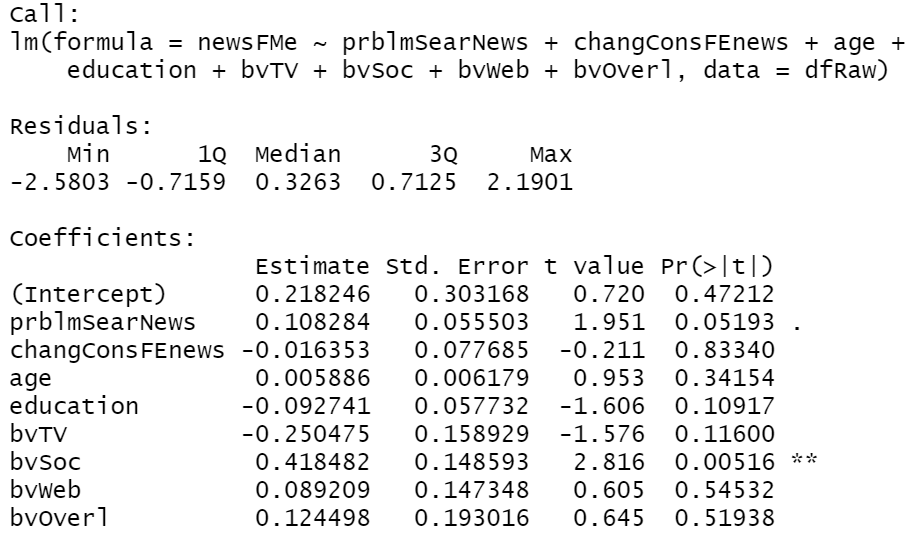 Call:
lm(formula = newsFMe ~ prblmSearNews + changConsFEnews + age +
    education + bvTV + bvSoc + bvWeb + bvOverl, data = dfRaw)
Residuals:
    Min      1Q  Median      3Q     Max
-2.5803 -0.7159  0.3263  0.7125  2.1901
Coefficients:
                 Estimate Std. Error t value Pr(>|t|)
(Intercept)      0.218246   0.303168   0.720  0.47212
prblmSearNews    0.108284   0.055503   1.951  0.05193 .
changConsFEnews -0.016353   0.077685  -0.211  0.83340
age              0.005886   0.006179   0.953  0.34154
education       -0.092741   0.057732  -1.606  0.10917
bvTV            -0.250475   0.158929  -1.576  0.11600
bvSoc            0.418482   0.148593   2.816  0.00516 **
bvWeb            0.089209   0.147348   0.605  0.54532
bvOverl          0.124498   0.193016   0.645  0.51938